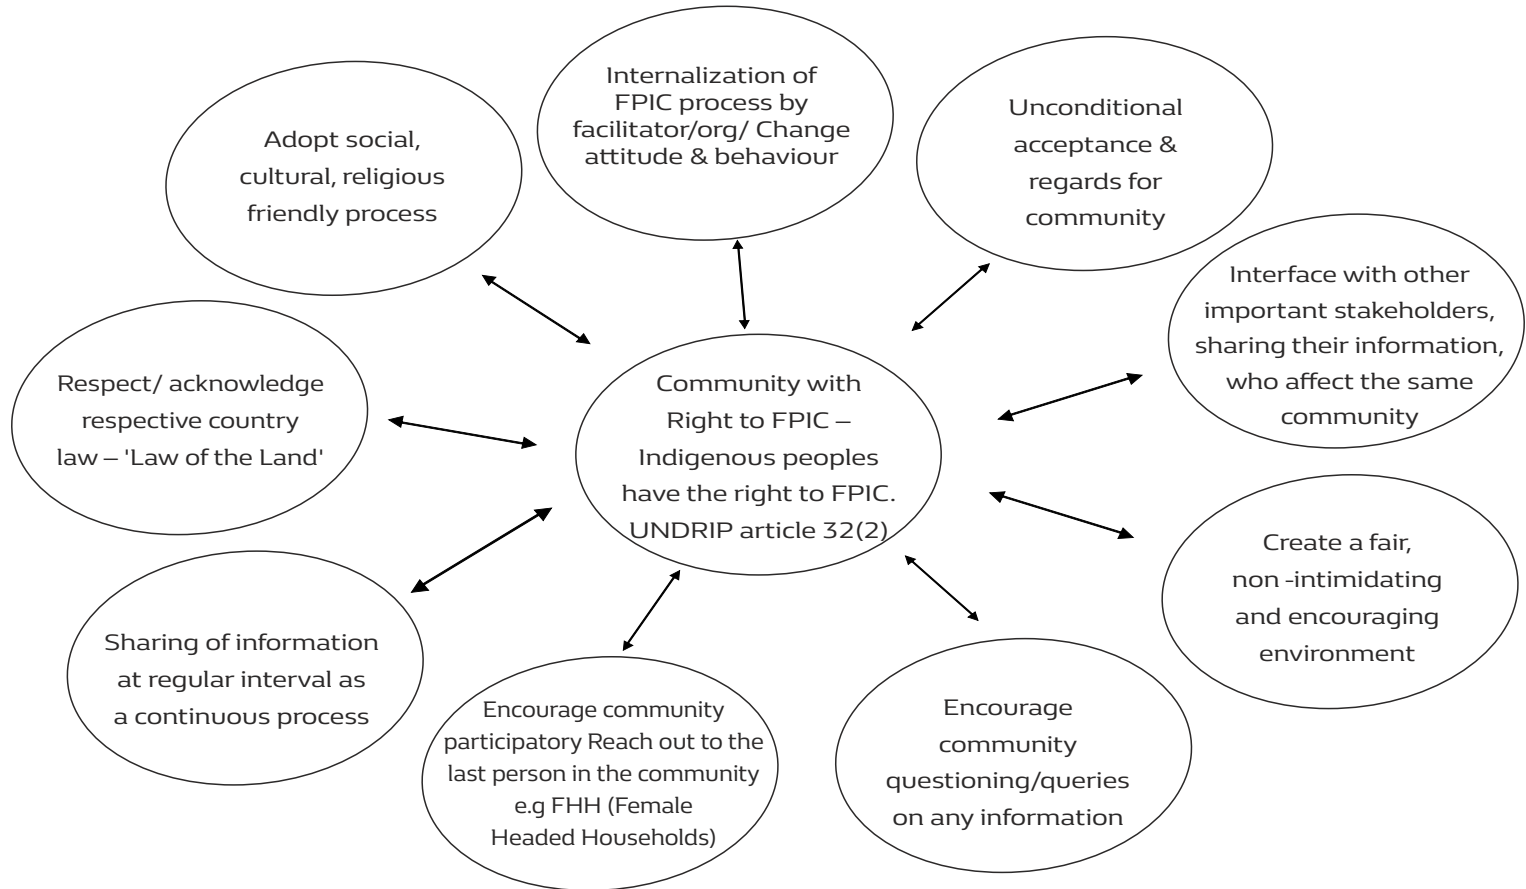 Internalization of
FPIC process by
facilitator/org/ Change
attitude & behaviour
Unconditional
acceptance &
regards for
community
Adopt social,
cultural, religious
friendly process
Interface with other
important stakeholders,
sharing their information,
who affect the same
community
Respect/ acknowledge
respective country
law – 'Law of the Land'
Community with
Right to FPIC –
Indigenous peoples
have the right to FPIC.
UNDRIP article 32(2)
Create a fair,
non -intimidating
and encouraging
environment
Sharing of information
at regular interval as
a continuous process
Encourage community
participatory Reach out to the
last person in the community
e.g FHH (Female
Headed Households)
Encourage
community
questioning/queries
on any information